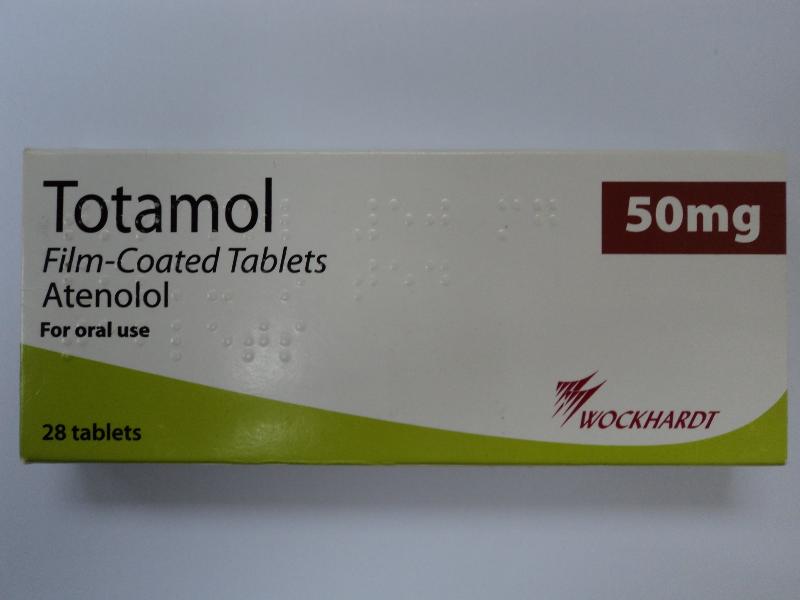 Totamol
50mg
Film-Coated Tablets
Atenolol
For oral use
WOCKHARDT
28 tablets